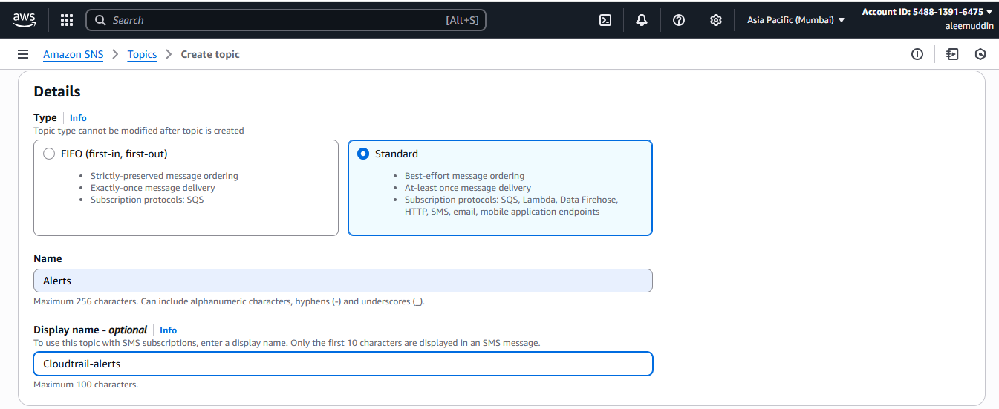 aws
Search [Alt+S]
Asia Pacific (Mumbai) ▼
Account ID: 5488-1391-6475 ▼
aleemuddin
Amazon SNS > Topics > Create topic
Details
Type Info
Topic type cannot be modified after topic is created
FIFO (first-in, first-out)
• Strictly-preserved message ordering
• Exactly-once message delivery
• Subscription protocols: SQS
Standard
• Best-effort message ordering
• At-least once message delivery
• Subscription protocols: SQS, Lambda, Data Firehose,
HTTP, SMS, email, mobile application endpoints
Name
Alerts
Maximum 256 characters. Can include alphanumeric characters, hyphens (-) and underscores (_).
Display name - optional Info
To use this topic with SMS subscriptions, enter a display name. Only the first 10 characters are displayed in an SMS message.
Cloudtrail-alerts
Maximum 100 characters.